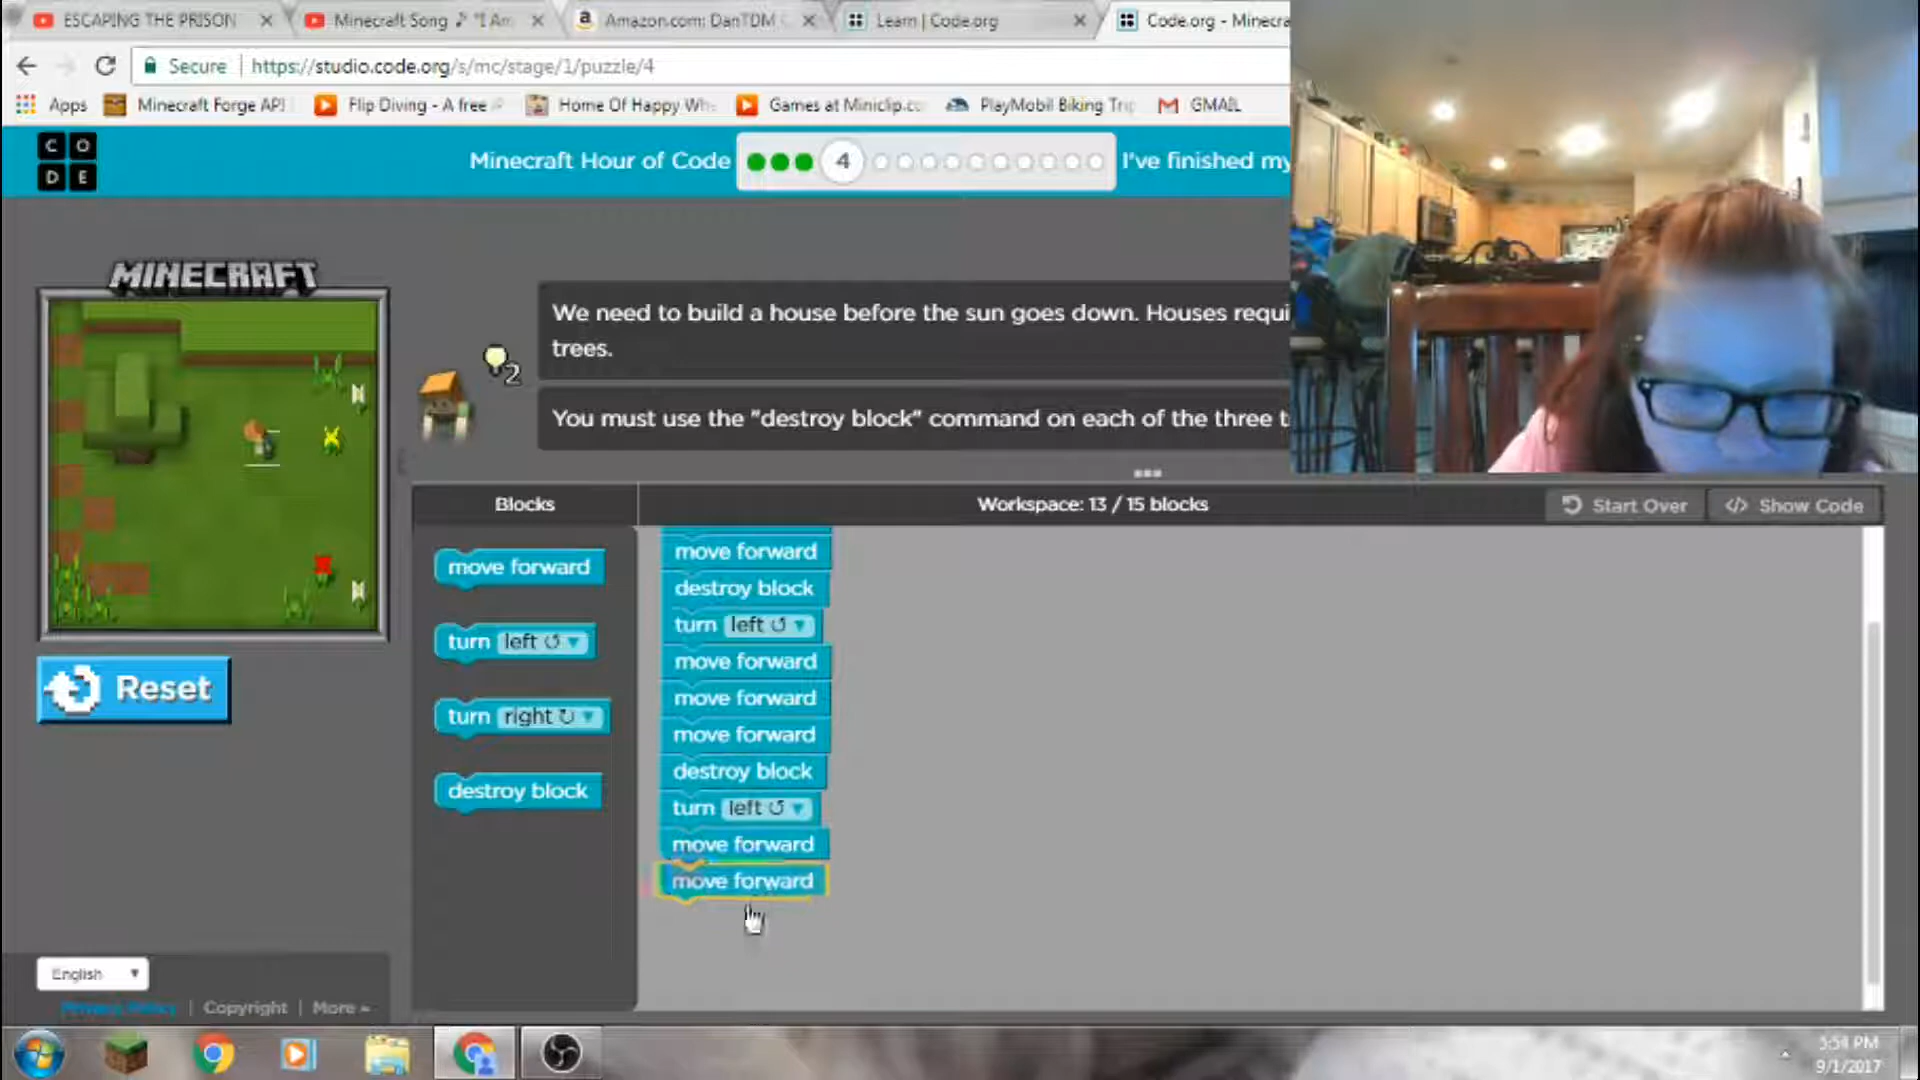 ESCAPING THE PRISON
Minecraft Song ♪ "I Am
Amazon.com: DanTDM
Learn | Code.org
Code.org - Minecra
Secure
https://studio.code.org/s/mc/stage/1/puzzle/4
Apps
Minecraft Forge API
Flip Diving - A free
Home Of Happy Wh
Games at Miniclip.co
PlayMobil Biking Trip
GMAIL
C O
D E
Minecraft Hour of Code
4
I've finished my
MINECRAFT
2
We need to build a house before the sun goes down. Houses requi
trees.
You must use the "destroy block" command on each of the three t
Blocks
Workspace: 13 / 15 blocks
Start Over
</> Show Code
move forward
turn left ↺ ▼
turn right ↻ ▼
destroy block
move forward
destroy block
turn left ↺ ▼
move forward
move forward
move forward
destroy block
turn left ↺ ▼
move forward
move forward
Reset
English
Privacy Policy | Copyright | More
5:54 PM
9/1/2017